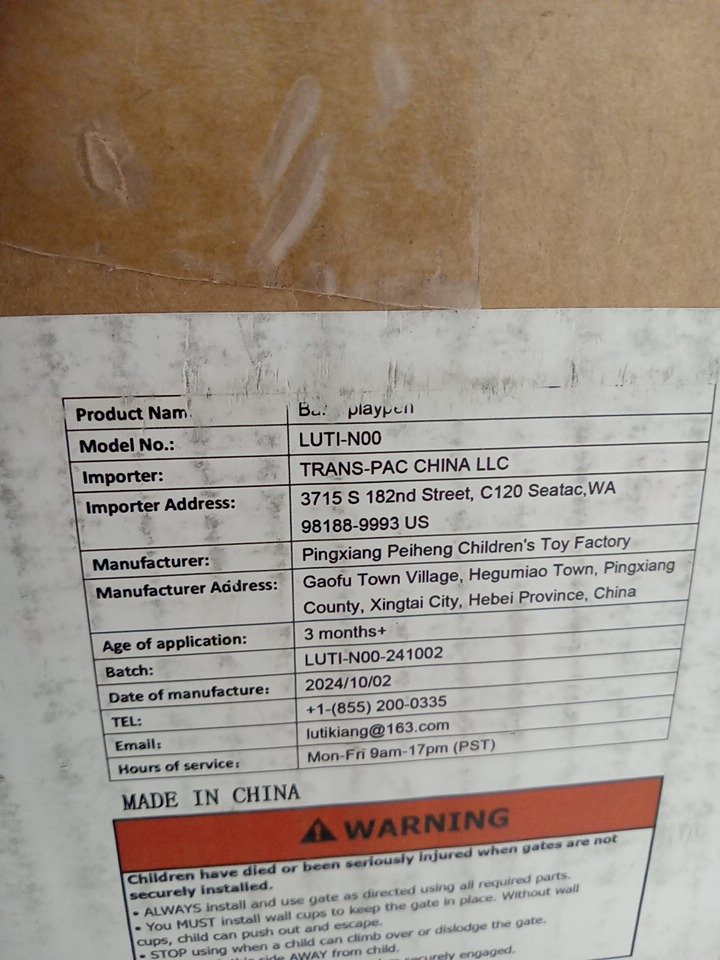 Product Nam
playpen
Model No.:
LUTI-N00
Importer:
TRANS-PAC CHINA LLC
Importer Address:
3715 S 182nd Street, C120 Seatac,WA
98188-9993 US
Manufacturer:
Pingxiang Peiheng Children's Toy Factory
Manufacturer Address:
Gaofu Town Village, Hegumiao Town, Pingxiang
County, Xingtai City, Hebei Province, China
Age of application:
3 months+
Batch:
LUTI-N00-241002
Date of manufacture:
2024/10/02
TEL:
+1-(855) 200-0335
Email:
lutikiang@163.com
Hours of service:
Mon-Fri 9am-17pm (PST)
MADE IN CHINA
WARNING
Children have died or been seriously injured when gates are not
securely installed.
• ALWAYS install and use gate as directed using all required parts.
• You MUST install wall cups to keep the gate in place. Without wall
cups, child can push out and escape.
• STOP using when a child can climb over or dislodge the gate.
side AWAY from child.
securely engaged.